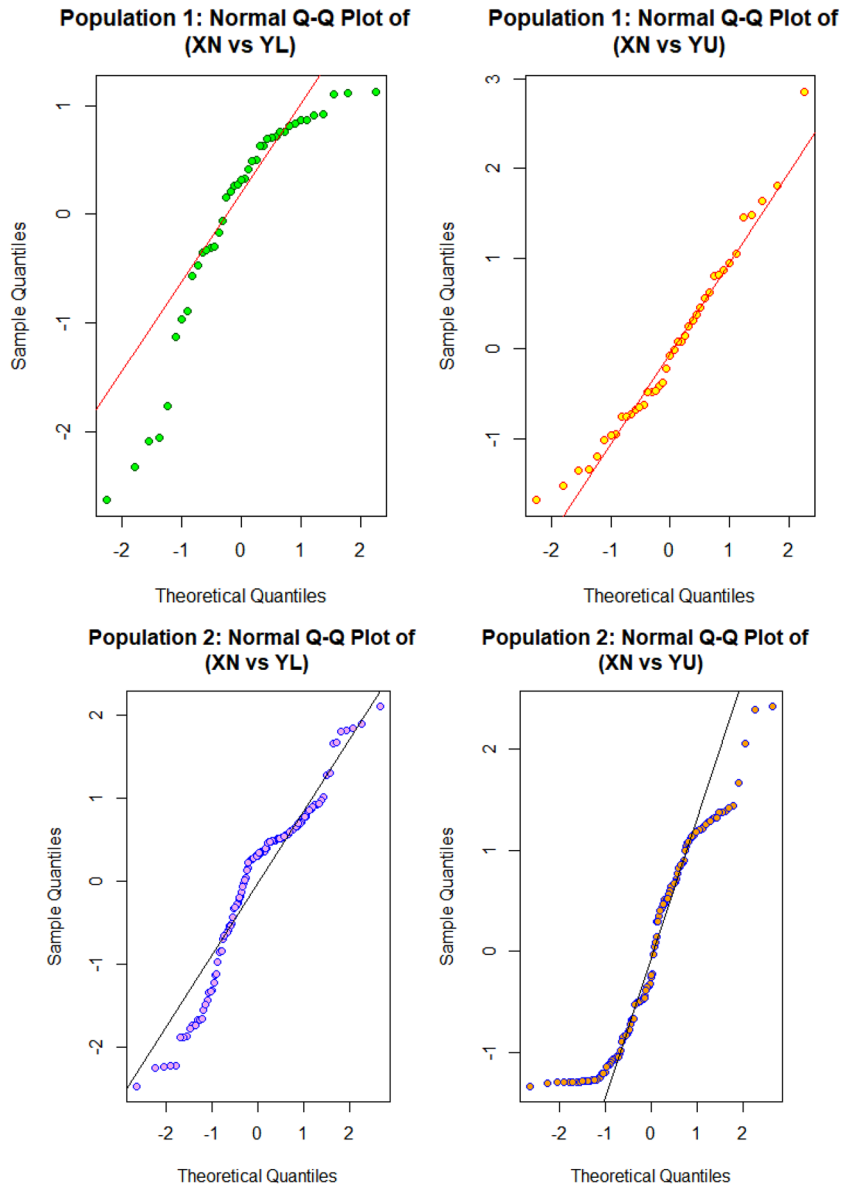 Population 1: Normal Q-Q Plot of
(XN vs YL)
Sample Quantiles
1
0
-1
-2
-2
-1
0
1
2
Theoretical Quantiles
Population 1: Normal Q-Q Plot of
(XN vs YU)
Sample Quantiles
3
2
1
0
-1
-2
-1
0
1
2
Theoretical Quantiles
Population 2: Normal Q-Q Plot of
(XN vs YL)
Sample Quantiles
2
1
0
-1
-2
-2
-1
0
1
2
Theoretical Quantiles
Population 2: Normal Q-Q Plot of
(XN vs YU)
Sample Quantiles
2
1
0
-1
-2
-1
0
1
2
Theoretical Quantiles